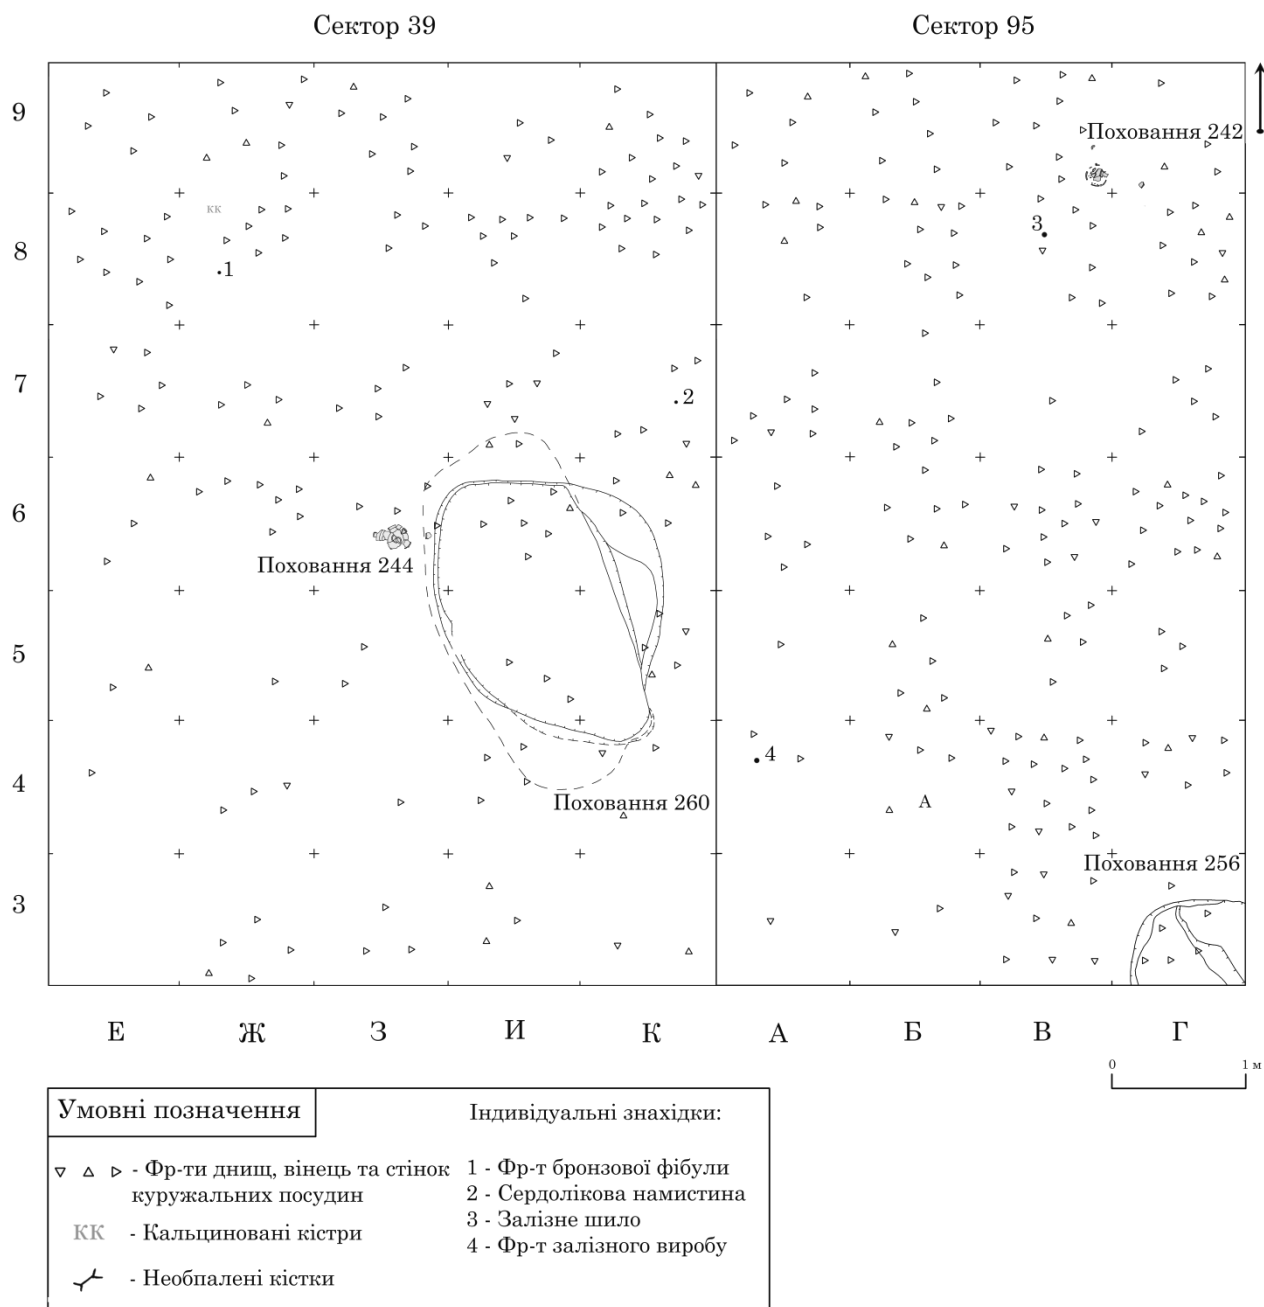 Сектор 39
Сектор 95
9
Поховання 242
КК
8
1
3
7
2
6
Поховання 244
5
4
4
Поховання 260
А
Поховання 256
3
Е Ж З И К А Б В Г
0 1 м
Умовні позначення
- Фр-ти днищ, вінець та стінок
куружальних посудин
КК - Кальциновані кістри
- Необпалені кістки
Індивідуальні знахідки:
1 - Фр-т бронзової фібули
2 - Сердолікова намистина
3 - Залізне шило
4 - Фр-т залізного виробу